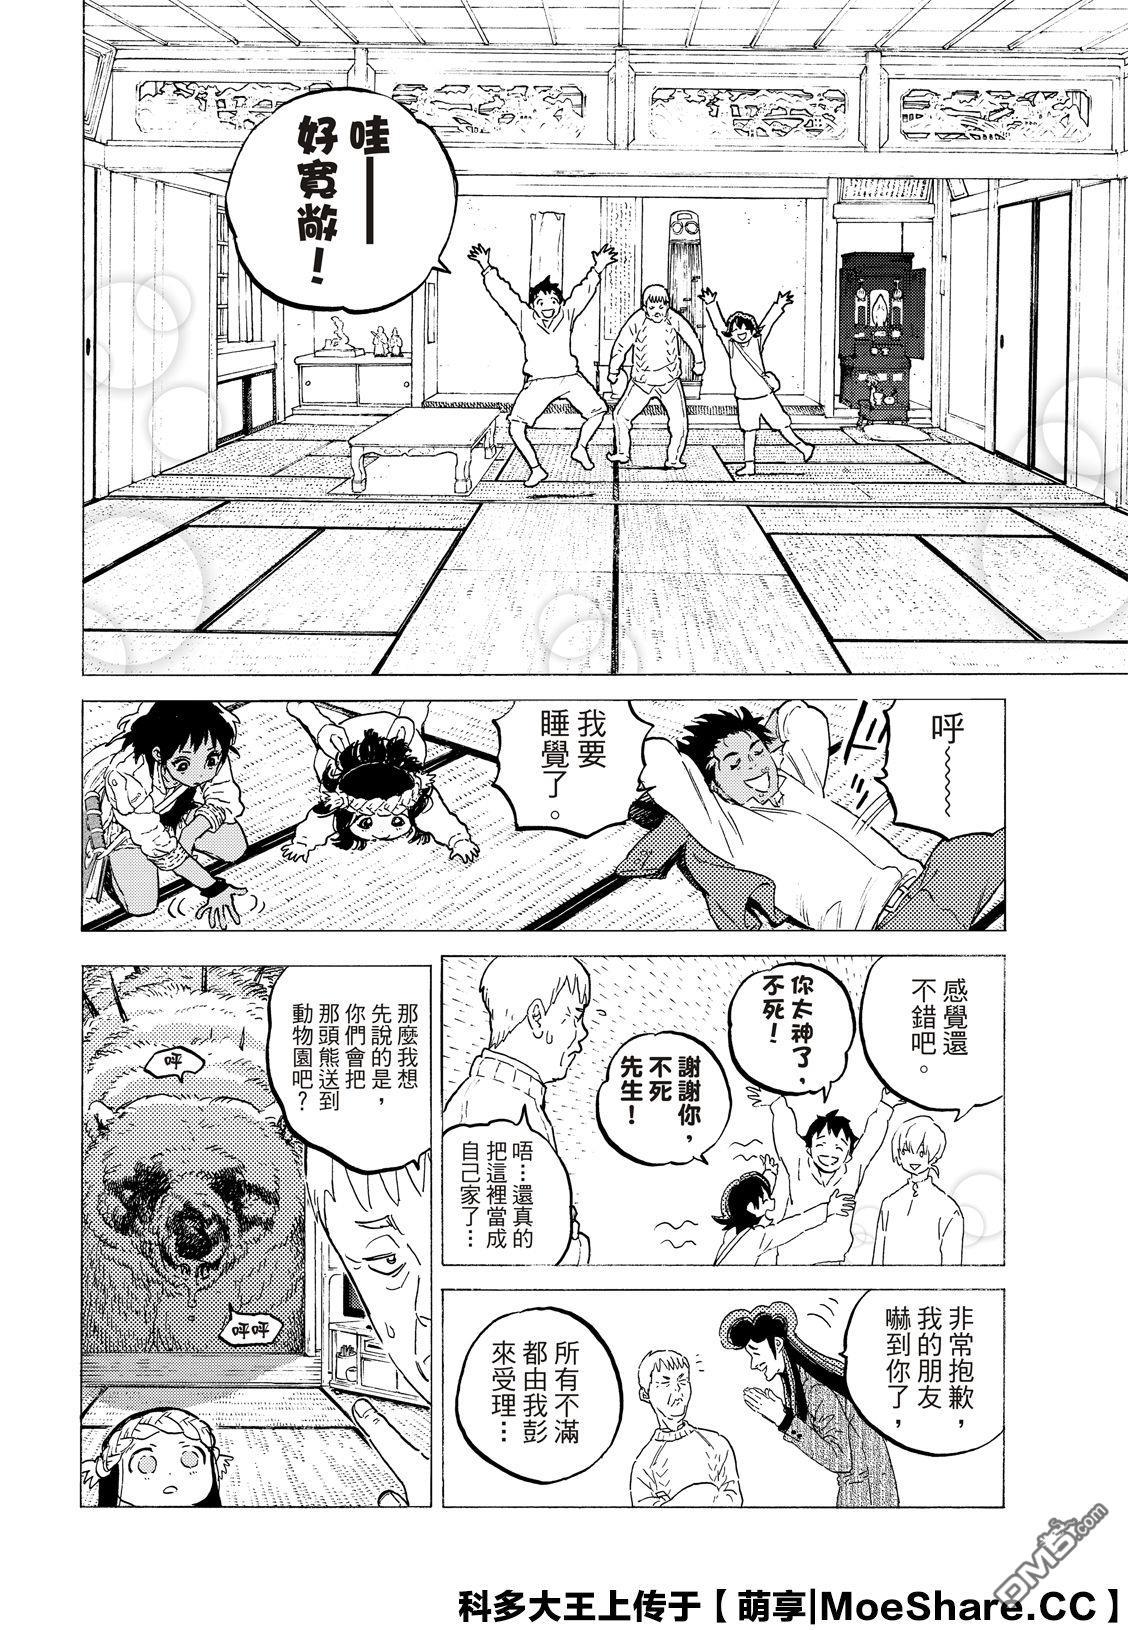 哇——
好寬敞！
呼～
我要
睡覺了。
感覺還
不錯吧。
你太神了，
不死！
謝謝你，
不死
先生！
唔…還真的
把這裡當成
自己家了…
非常抱歉，
我的朋友
嚇到你了，
所有不滿
都由我彭
來受理…
那麼我想
先說的是，
你們會把
那頭熊送到
動物園吧？
呼
呼呼
DM5.COM
科多大王上传于【萌享|MoeShare.CC】